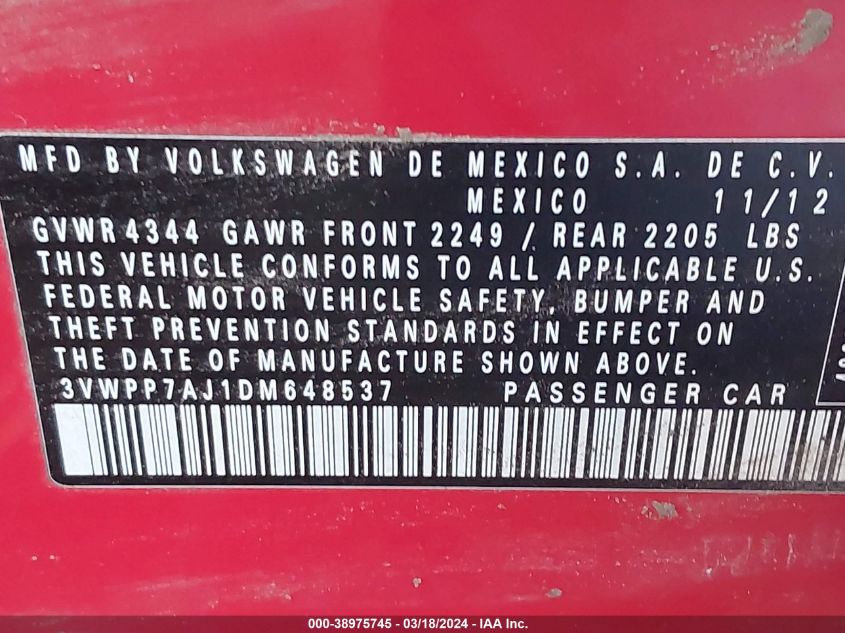 MFD BY VOLKSWAGEN DE MEXICO S.A. DE C.V.
MEXICO 11/12
GVWR 4344 GAWR FRONT 2249 / REAR 2205 LBS
THIS VEHICLE CONFORMS TO ALL APPLICABLE U.S.
FEDERAL MOTOR VEHICLE SAFETY, BUMPER AND
THEFT PREVENTION STANDARDS IN EFFECT ON
THE DATE OF MANUFACTURE SHOWN ABOVE.
3VWPP7AJ1DM648537 PASSENGER CAR
000-38975745 - 03/18/2024 - IAA Inc.